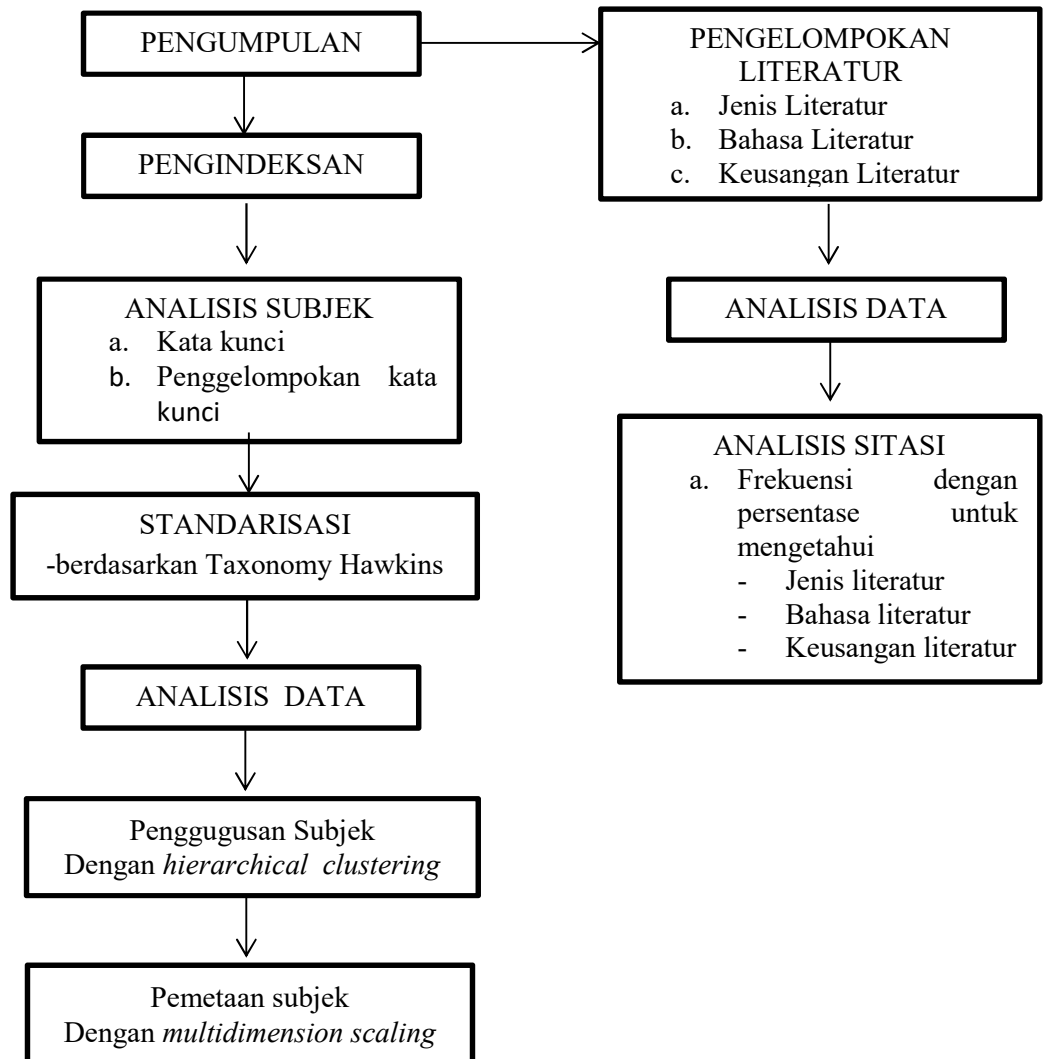 PENGUMPULAN
PENGINDEKSAN
ANALISIS SUBJEK
a. Kata kunci
b. Penggelompokan kata
kunci
STANDARISASI
-berdasarkan Taxonomy Hawkins
ANALISIS DATA
Penggugusan Subjek
Dengan hierarchical clustering
Pemetaan subjek
Dengan multidimension scaling
PENGELOMPOKAN
LITERATUR
a. Jenis Literatur
b. Bahasa Literatur
c. Keusangan Literatur
ANALISIS DATA
ANALISIS SITASI
a. Frekuensi dengan
persentase untuk
mengetahui
- Jenis literatur
- Bahasa literatur
- Keusangan literatur